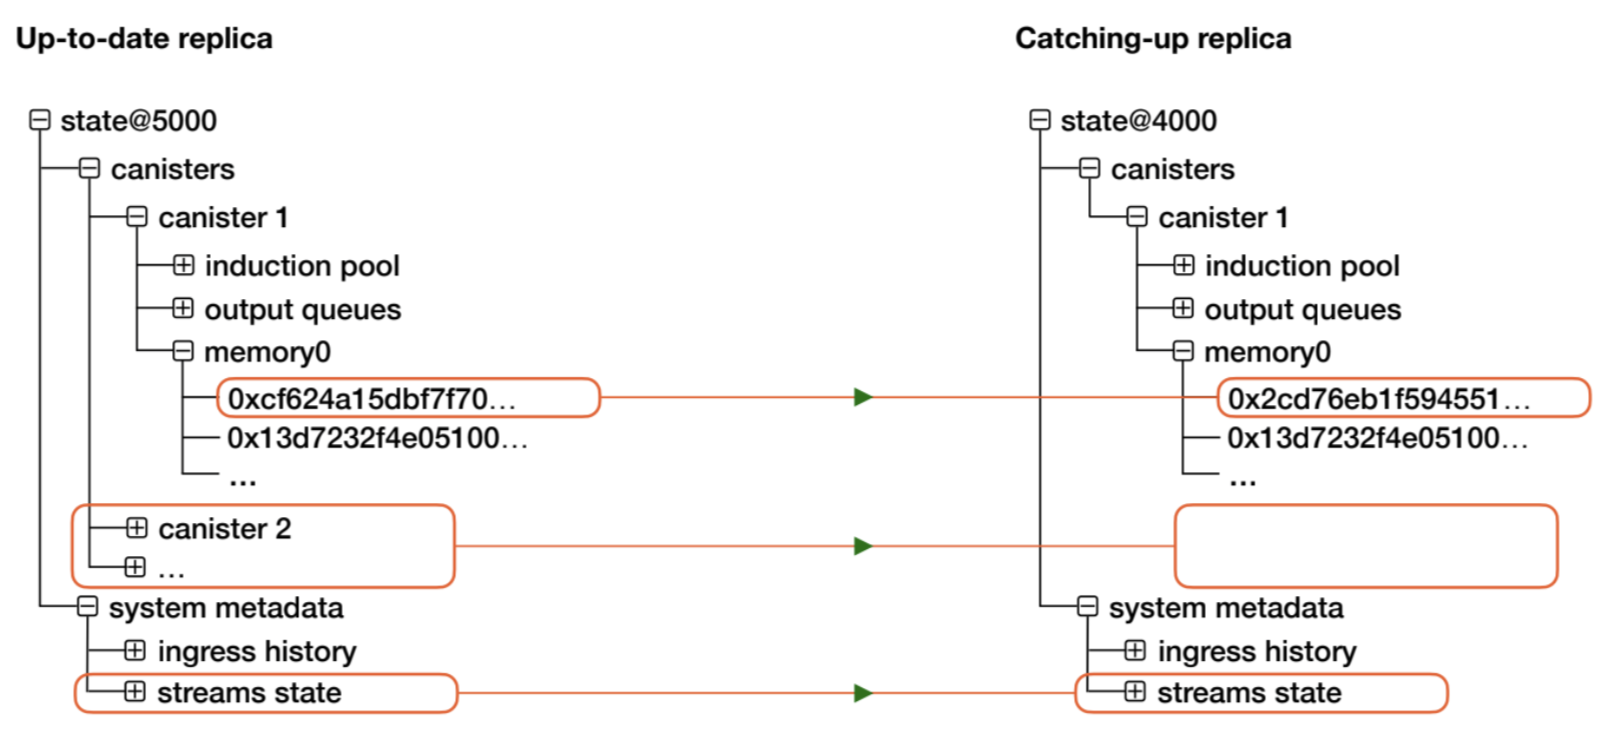 Up-to-date replica
state@5000
canisters
canister 1
induction pool
output queues
memory0
0xcf624a15dbf7f70...
0x13d7232f4e05100...
...
canister 2
...
system metadata
ingress history
streams state
Catching-up replica
state@4000
canisters
canister 1
induction pool
output queues
memory0
0x2cd76eb1f594551...
0x13d7232f4e05100...
...
system metadata
ingress history
streams state